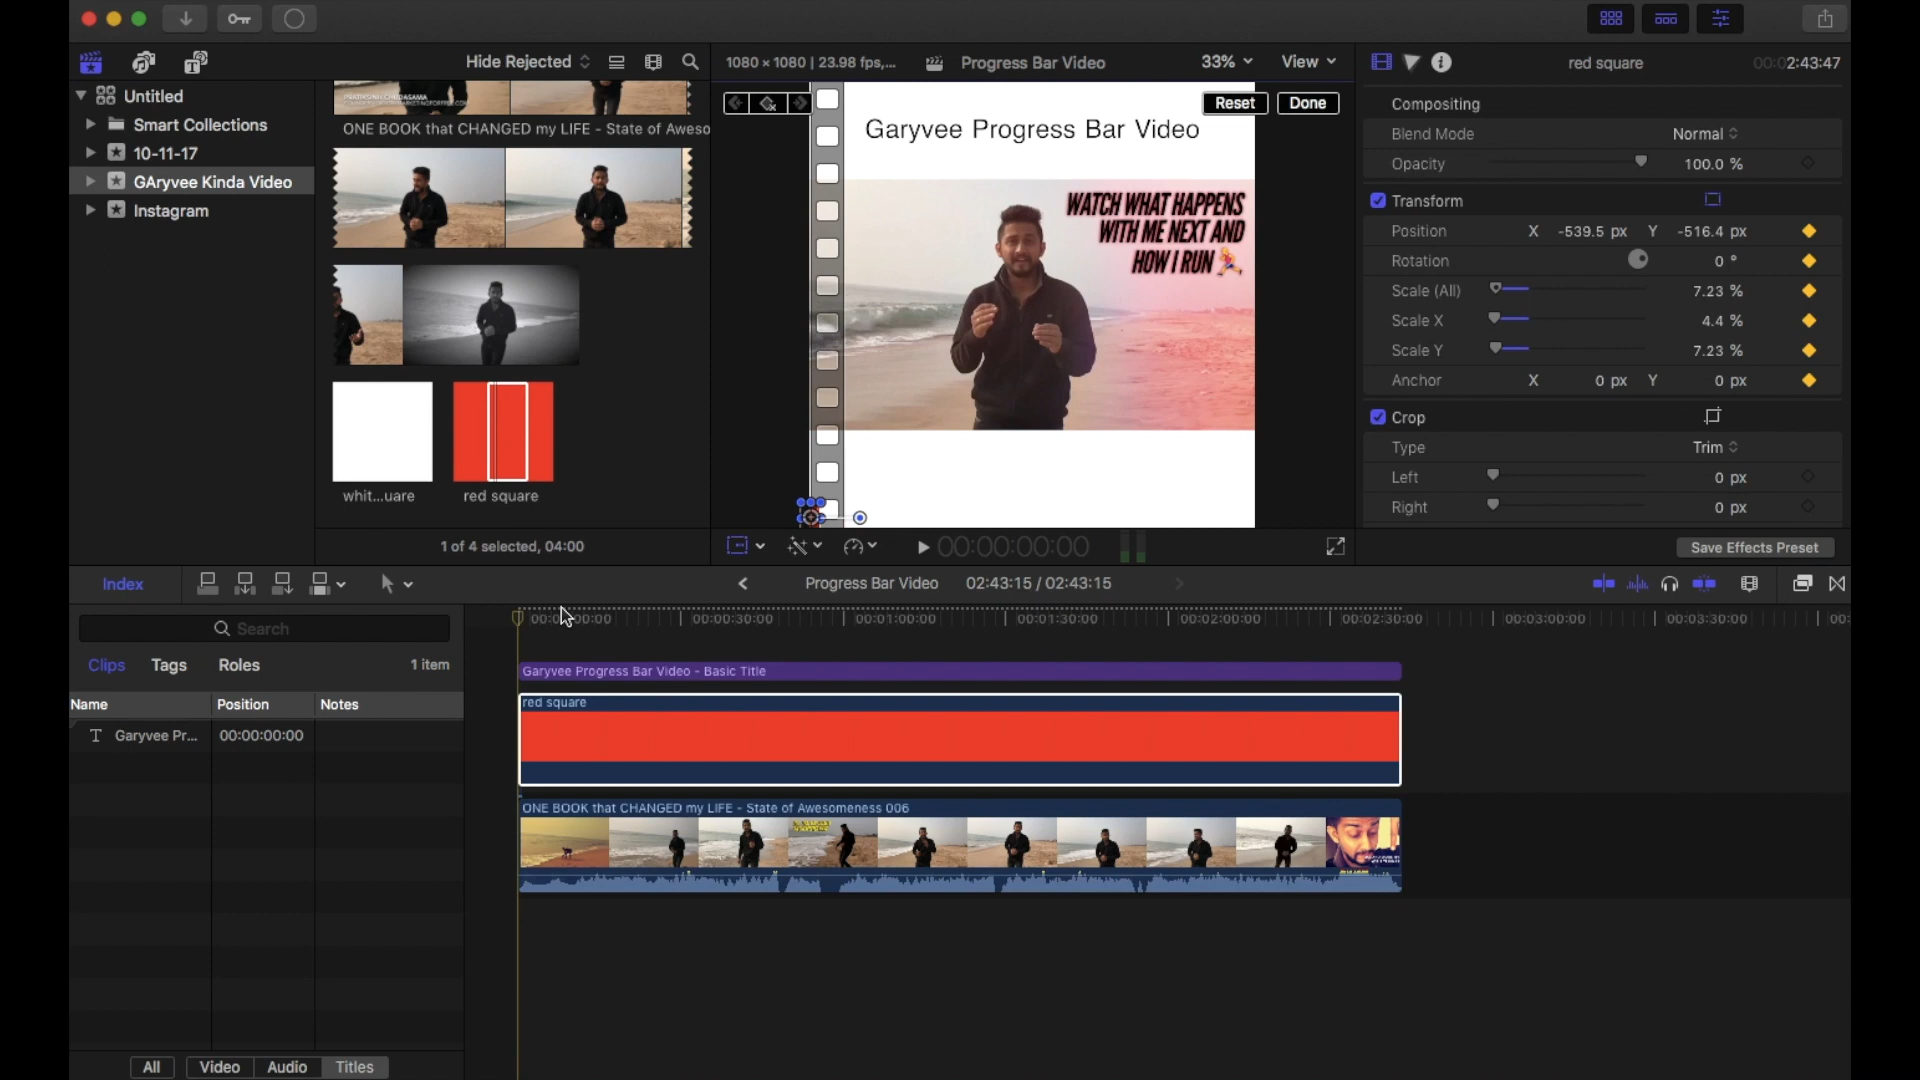 Hide Rejected
1080 × 1080 | 23.98 fps,...
Progress Bar Video
33%
View
red square
00:02:43:47
Untitled
Smart Collections
10-11-17
GAryvee Kinda Video
Instagram
ONE BOOK that CHANGED my LIFE - State of Aweso
whit...uare
red square
1 of 4 selected, 04:00
Reset
Done
Garyvee Progress Bar Video
WATCH WHAT HAPPENS
WITH ME NEXT AND
HOW I RUN
00:00:00:00
Compositing
Blend Mode
Normal
Opacity
100.0 %
Transform
Position X -539.5 px Y -516.4 px
Rotation 0 °
Scale (All) 7.23 %
Scale X 4.4 %
Scale Y 7.23 %
Anchor X 0 px Y 0 px
Crop
Type Trim
Left 0 px
Right 0 px
Save Effects Preset
Index
Progress Bar Video
02:43:15 / 02:43:15
Search
Clips Tags Roles 1 item
Name Position Notes
T Garyvee Pr... 00:00:00:00
00:00:30:00
00:01:00:00
00:01:30:00
00:02:00:00
00:02:30:00
00:03:00:00
00:03:30:00
Garyvee Progress Bar Video - Basic Title
red square
ONE BOOK that CHANGED my LIFE - State of Awesomeness 006
All Video Audio Titles